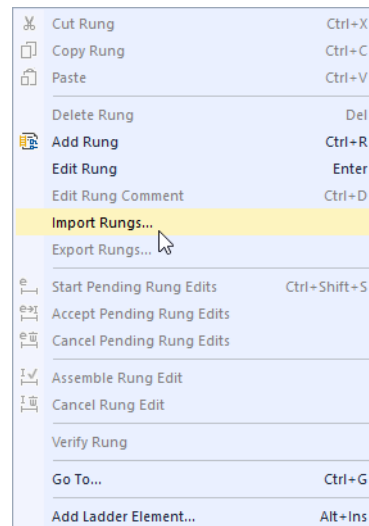 Cut Rung Ctrl+X
Copy Rung Ctrl+C
Paste Ctrl+V
Delete Rung Del
Add Rung Ctrl+R
Edit Rung Enter
Edit Rung Comment Ctrl+D
Import Rungs...
Export Rungs...
Start Pending Rung Edits Ctrl+Shift+S
Accept Pending Rung Edits
Cancel Pending Rung Edits
Assemble Rung Edit
Cancel Rung Edit
Verify Rung
Go To... Ctrl+G
Add Ladder Element... Alt+Ins